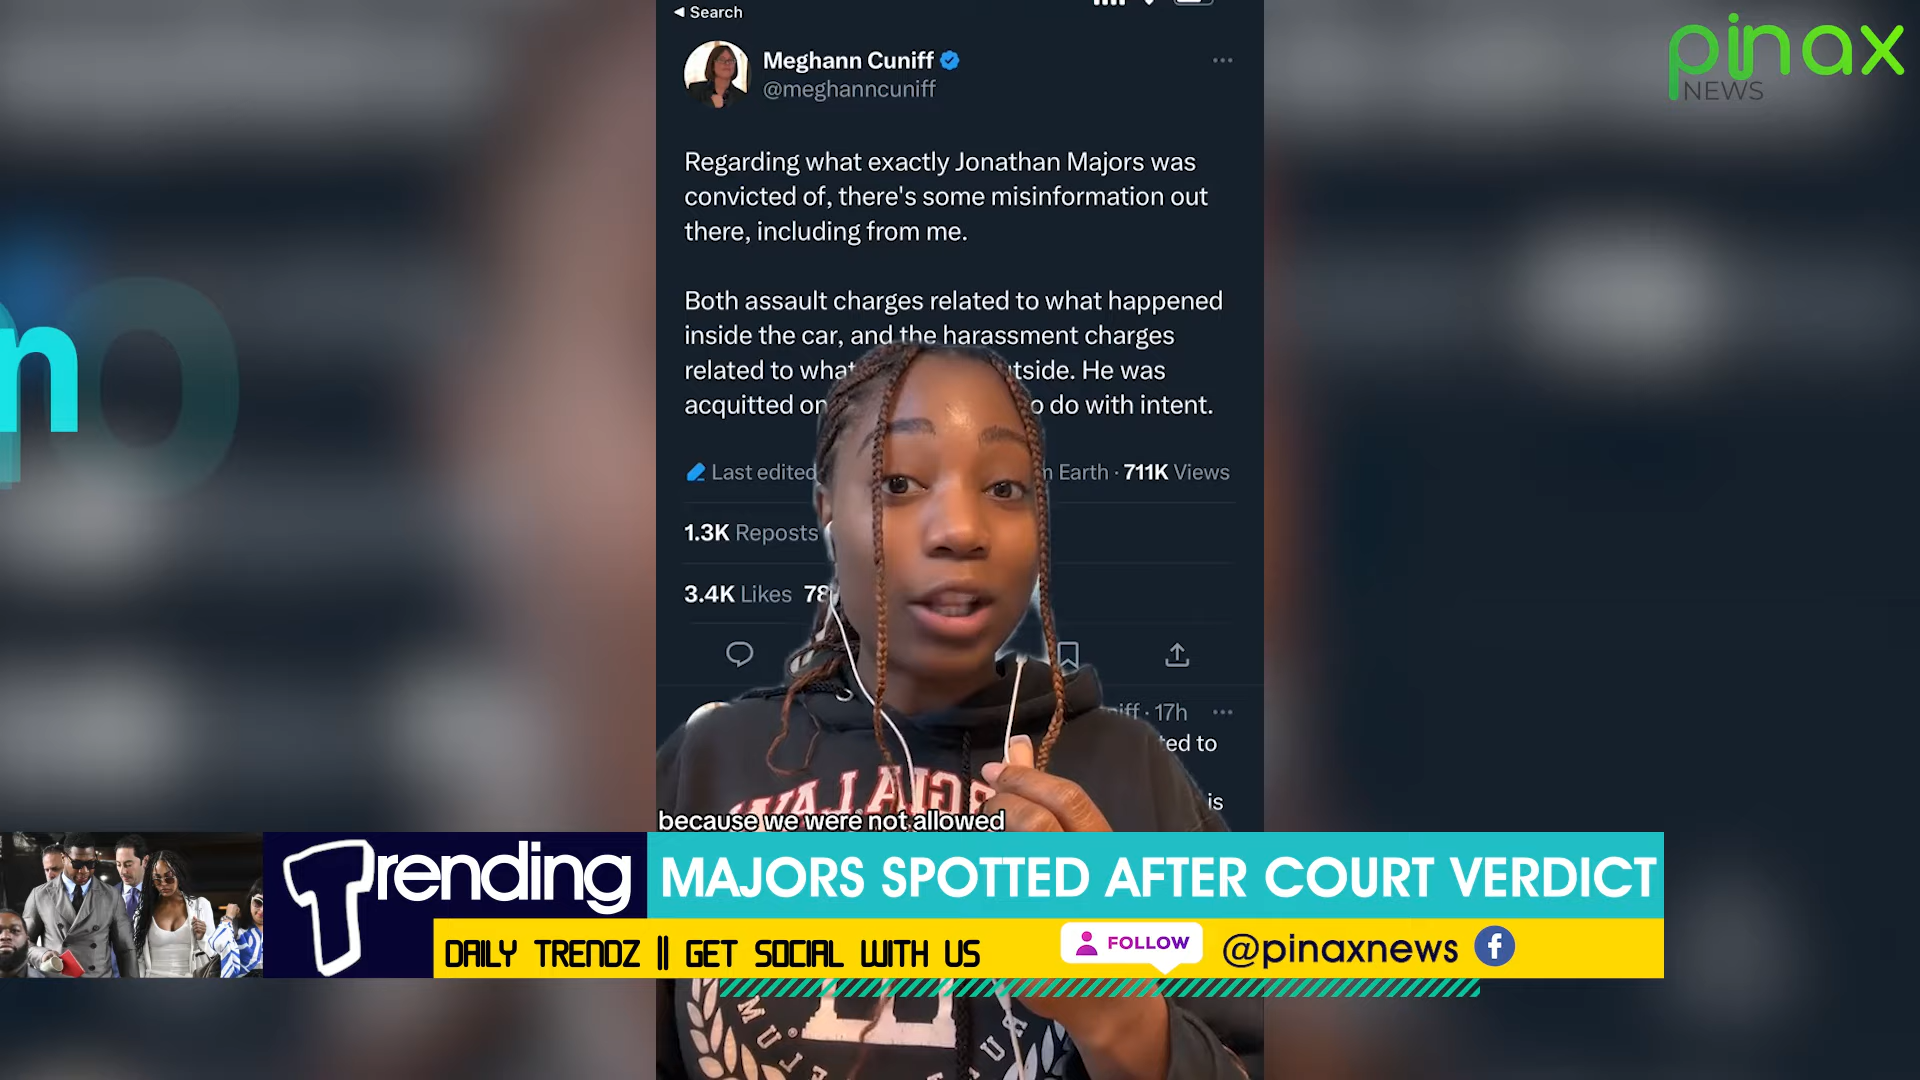 Search
Meghann Cuniff
@meghanncuniff
pinax
NEWS
Regarding what exactly Jonathan Majors was
convicted of, there's some misinformation out
there, including from me.
Both assault charges related to what happened
inside the car, and the harassment charges
related to what tside. He was
acquitted on o do with intent.
Last edited Earth · 711K Views
1.3K Reposts
3.4K Likes 78
iff · 17h
ted to
is
because we were not allowed
Trending
MAJORS SPOTTED AFTER COURT VERDICT
DAILY TRENDZ || GET SOCIAL WITH US
FOLLOW
@pinaxnews